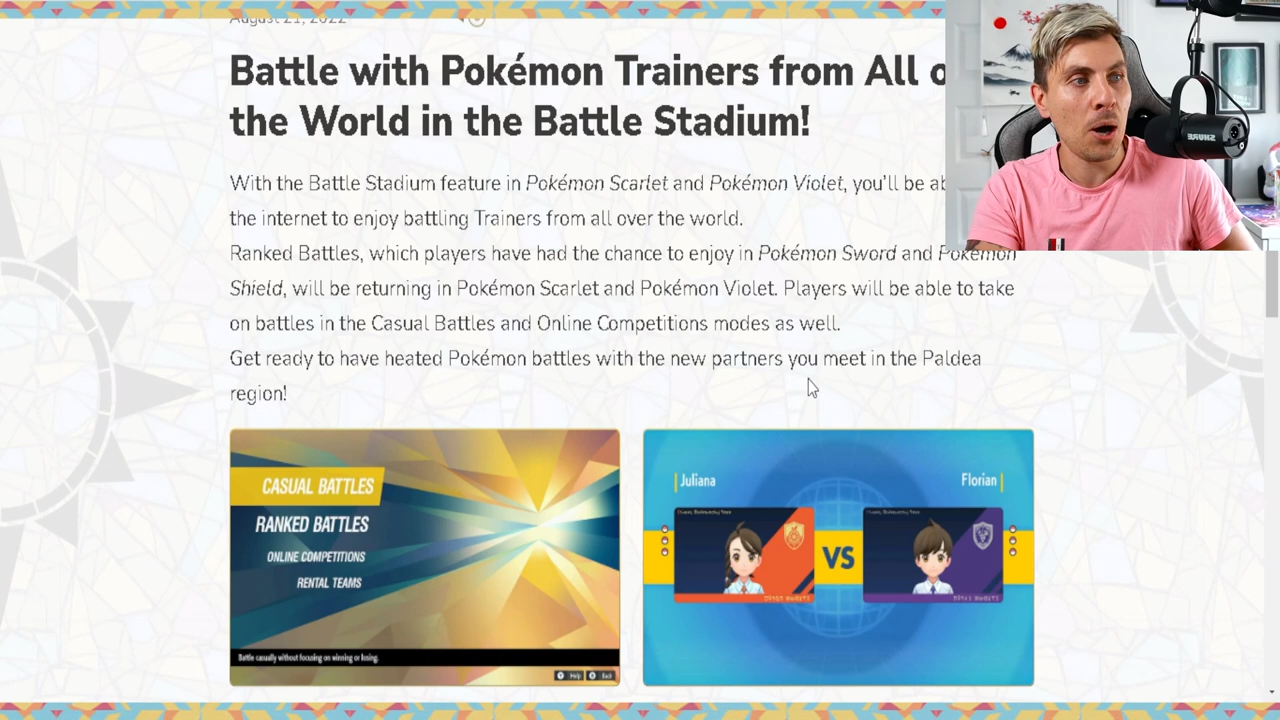 August 21, 2022
Battle with Pokémon Trainers from All
the World in the Battle Stadium!
With the Battle Stadium feature in Pokémon Scarlet and Pokémon Violet, you'll be
the internet to enjoy battling Trainers from all over the world.
Ranked Battles, which players have had the chance to enjoy in Pokémon Sword and Pokémon
Shield, will be returning in Pokémon Scarlet and Pokémon Violet. Players will be able to take
on battles in the Casual Battles and Online Competitions modes as well.
Get ready to have heated Pokémon battles with the new partners you meet in the Paldea
region!
CASUAL BATTLES
RANKED BATTLES
ONLINE COMPETITIONS
RENTAL TEAMS
Battle casually without focusing on winning or losing.
Help
Back
Juliana
Florian
VS
SHURE